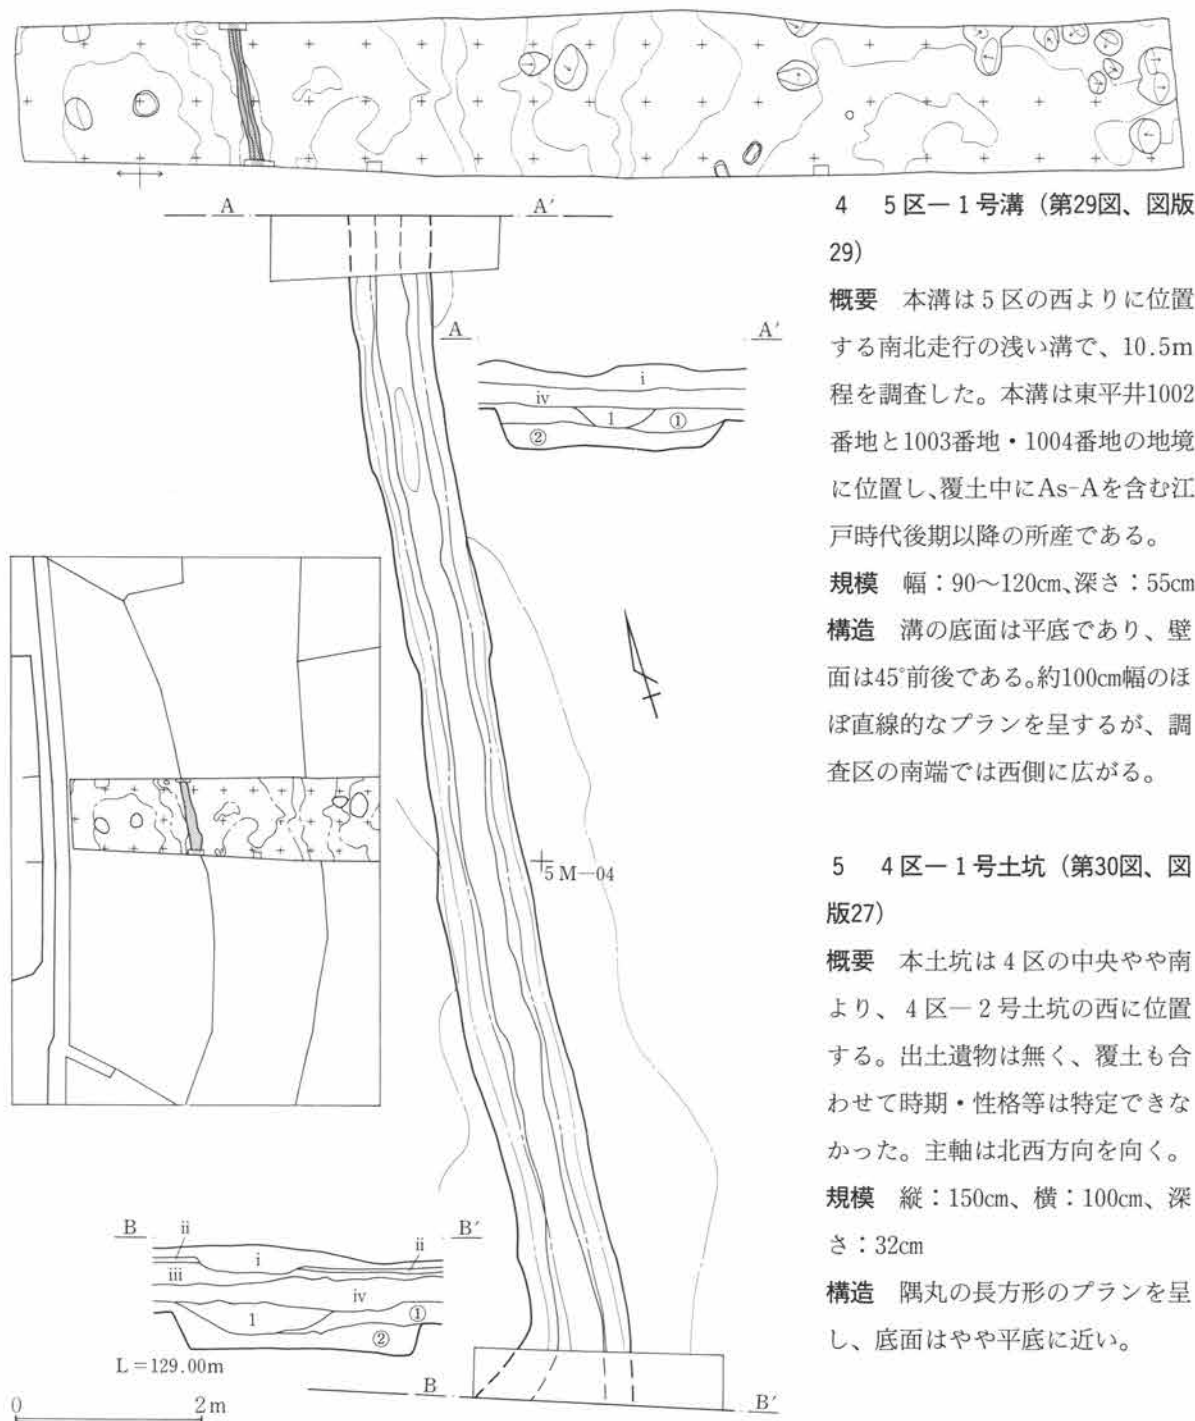 A A'
4　5区―1号溝（第29図、図版
29）
概要　本溝は5区の西よりに位置
する南北走行の浅い溝で、10.5m
程を調査した。本溝は東平井1002
番地と1003番地・1004番地の地境
に位置し、覆土中にAs-Aを含む江
戸時代後期以降の所産である。
規模　幅：90〜120cm、深さ：55cm
構造　溝の底面は平底であり、壁
面は45°前後である。約100cm幅のほ
ぼ直線的なプランを呈するが、調
査区の南端では西側に広がる。
5　4区―1号土坑（第30図、図
版27）
概要　本土坑は4区の中央やや南
より、4区―2号土坑の西に位置
する。出土遺物は無く、覆土も合
わせて時期・性格等は特定できな
かった。主軸は北西方向を向く。
規模　縦：150cm、横：100cm、深
さ：32cm
構造　隅丸の長方形のプランを呈
し、底面はやや平底に近い。
A A'
i
iv
1 ①
②
5 M―04
B ii B'
i ii
iii
iv
1 ①
②
L＝129.00m
0 2m
B B'